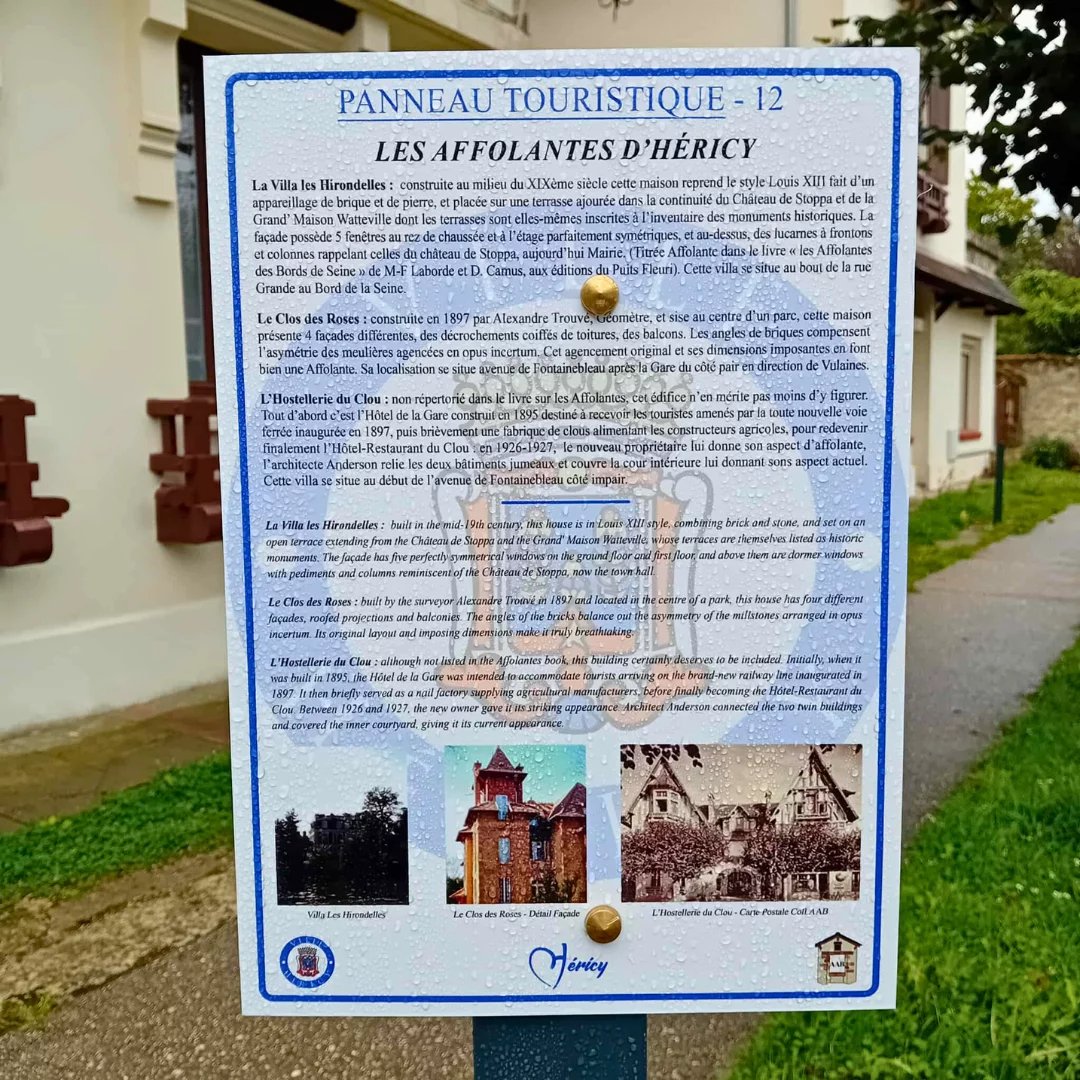 PANNEAU TOURISTIQUE - 12
LES AFFOLANTES D'HÉRICY
La Villa les Hirondelles : construite au milieu du XIXème siècle cette maison reprend le style Louis XIII fait d'un
appareillage de brique et de pierre, et placée sur une terrasse ajourée dans la continuité du Château de Stoppa et de la
Grand' Maison Watteville dont les terrasses sont elles-mêmes inscrites à l'inventaire des monuments historiques. La
façade possède 5 fenêtres au rez de chaussée et à l'étage parfaitement symétriques, et au-dessus, des lucarnes à frontons
et colonnes rappelant celles du château de Stoppa, aujourd'hui Mairie. (Titrée Affolante dans le livre « les Affolantes
des Bords de Seine » de M-F Laborde et D. Camus, aux éditions du Puits Fleuri). Cette villa se situe au bout de la rue
Grande au Bord de la Seine.
Le Clos des Roses : construite en 1897 par Alexandre Trouvé, Géomètre, et sise au centre d'un parc, cette maison
présente 4 façades différentes, des décrochements coiffés de toitures, des balcons. Les angles de briques compensent
l'asymétrie des meulières agencées en opus incertum. Cet agencement original et ses dimensions imposantes en font
bien une Affolante. Sa localisation se situe avenue de Fontainebleau après la Gare du côté pair en direction de Vulaines.
L'Hostellerie du Clou : non répertorié dans le livre sur les Affolantes, cet édifice n'en mérite pas moins d'y figurer.
Tout d'abord c'est l'Hôtel de la Gare construit en 1895 destiné à recevoir les touristes amenés par la toute nouvelle voie
ferrée inaugurée en 1897, puis brièvement une fabrique de clous alimentant les constructeurs agricoles, pour redevenir
finalement l'Hôtel-Restaurant du Clou : en 1926-1927, le nouveau propriétaire lui donne son aspect d'affolante,
l'architecte Anderson relie les deux bâtiments jumeaux et couvre la cour intérieure lui donnant sons aspect actuel.
Cette villa se situe au début de l'avenue de Fontainebleau côté impair.
La Villa les Hirondelles : built in the mid-19th century, this house is in Louis XIII style, combining brick and stone, and set on an
open terrace extending from the Château de Stoppa and the Grand' Maison Watteville, whose terraces are themselves listed as historic
monuments. The façade has five perfectly symmetrical windows on the ground floor and first floor, and above them are dormer windows
with pediments and columns reminiscent of the Château de Stoppa, now the town hall.
Le Clos des Roses : built by the surveyor Alexandre Trouvé in 1897 and located in the centre of a park, this house has four different
façades, roofed projections and balconies. The angles of the bricks balance out the asymmetry of the millstones arranged in opus
incertum. Its original layout and imposing dimensions make it truly breathtaking.
L'Hostellerie du Clou : although not listed in the Affolantes book, this building certainly deserves to be included. Initially, when it
was built in 1895, the Hôtel de la Gare was intended to accommodate tourists arriving on the brand-new railway line inaugurated in
1897. It then briefly served as a nail factory supplying agricultural manufacturers, before finally becoming the Hôtel-Restaurant du
Clou. Between 1926 and 1927, the new owner gave it its striking appearance. Architect Anderson connected the two twin buildings
and covered the inner courtyard, giving it its current appearance.
Villa Les Hirondelles
Le Clos des Roses - Détail Façade
L'Hostellerie du Clou - Carte Postale Coll AAB
Héricy
AAB